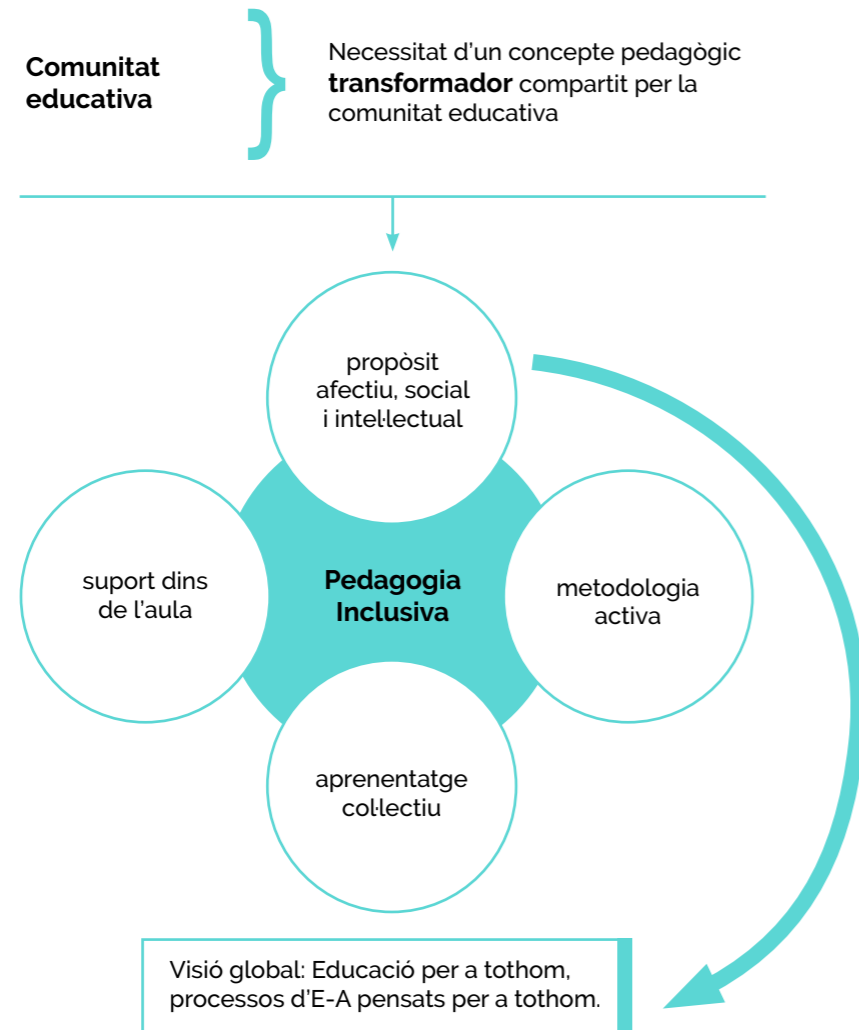 Comunitat
educativa
Necessitat d’un concepte pedagògic
transformador compartit per la
comunitat educativa
propòsit
afectiu, social
i intel·lectual
suport dins
de l’aula
Pedagogia
Inclusiva
metodologia
activa
aprenentatge
col·lectiu
Visió global: Educació per a tothom,
processos d’E-A pensats per a tothom.